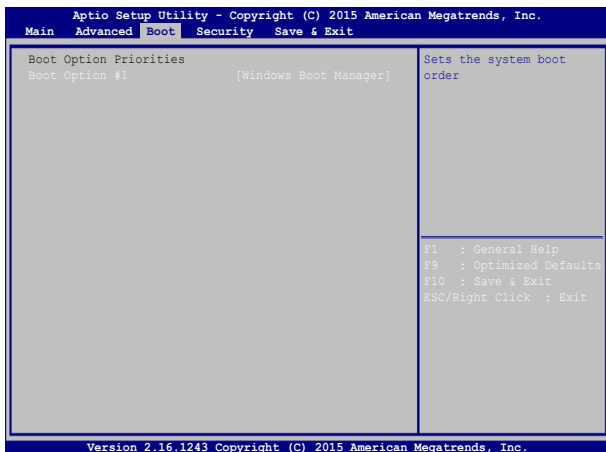 Aptio Setup Utility - Copyright (C) 2015 American Megatrends, Inc.
Main Advanced Boot Security Save & Exit
Boot Option Priorities
Boot Option #1 [Windows Boot Manager]
Sets the system boot
order
F1 : General Help
F9 : Optimized Defaults
F10 : Save & Exit
ESC/Right Click : Exit
Version 2.16.1243 Copyright (C) 2015 American Megatrends, Inc.